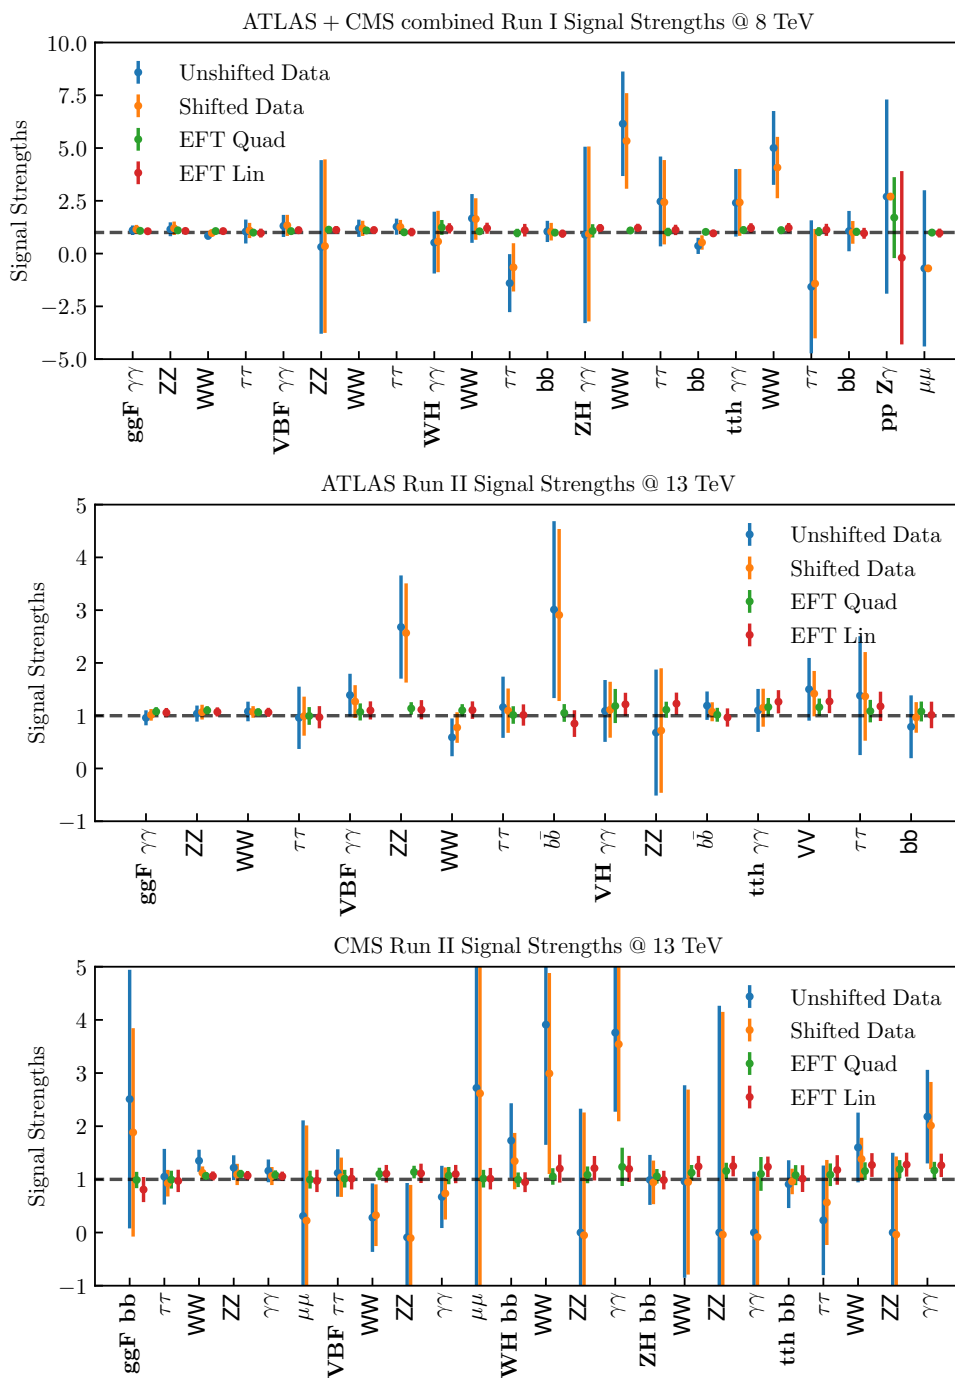 ATLAS + CMS combined Run I Signal Strengths @ 8 TeV
10.0
7.5
5.0
2.5
0.0
−2.5
−5.0
Signal Strengths
Unshifted Data
Shifted Data
EFT Quad
EFT Lin
ggF γγ
ZZ
WW
ττ
VBF γγ
ZZ
WW
ττ
WH γγ
WW
ττ
bb
ZH γγ
WW
ττ
bb
tth γγ
WW
ττ
bb
pp Zγ
μμ
ATLAS Run II Signal Strengths @ 13 TeV
5
4
3
2
1
0
−1
Signal Strengths
Unshifted Data
Shifted Data
EFT Quad
EFT Lin
ggF γγ
ZZ
WW
ττ
VBF γγ
ZZ
WW
ττ
bb̄
VH γγ
ZZ
bb̄
tth γγ
VV
ττ
bb
CMS Run II Signal Strengths @ 13 TeV
5
4
3
2
1
0
−1
Signal Strengths
Unshifted Data
Shifted Data
EFT Quad
EFT Lin
ggF bb
ττ
WW
ZZ
γγ
μμ
VBF ττ
WW
ZZ
γγ
μμ
WH bb
WW
ZZ
γγ
ZH bb
WW
ZZ
γγ
tth bb
ττ
WW
ZZ
γγ